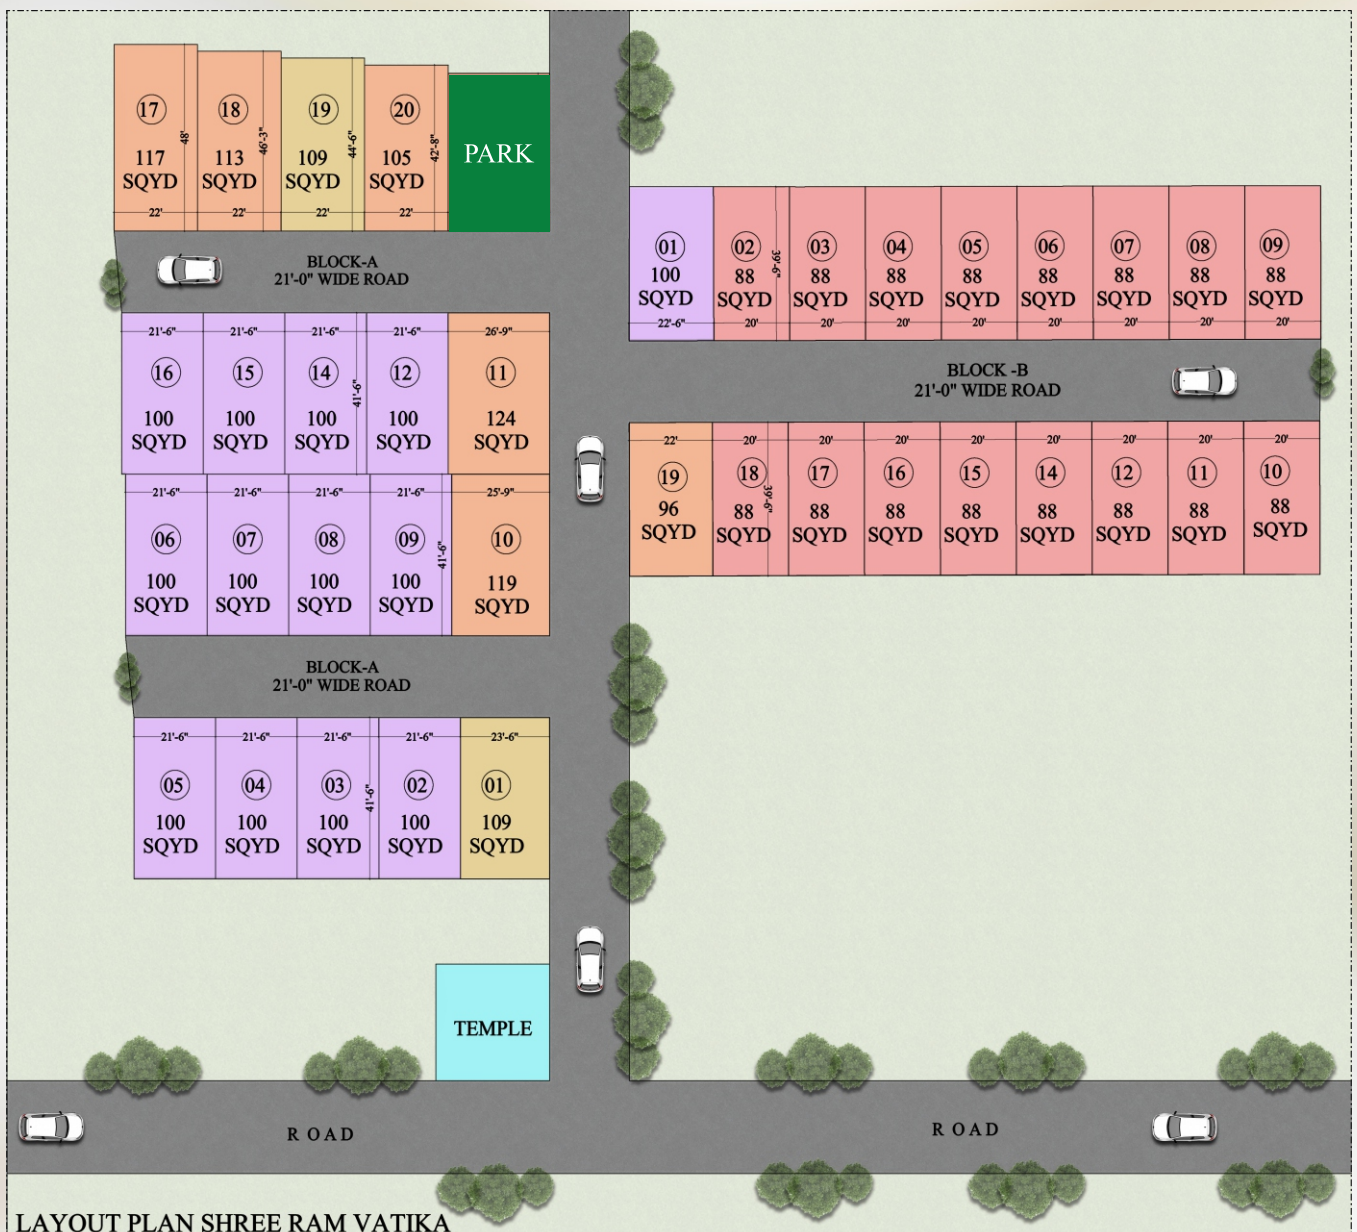 17
18
19
20
117
SQYD
113
SQYD
109
SQYD
105
SQYD
48'
46'-3"
44'-6"
42'-8"
22'
22'
22'
22'
PARK
BLOCK-A
21'-0" WIDE ROAD
21'-6"
21'-6"
21'-6"
21'-6"
26'-9"
16
15
14
12
11
41'-6"
100
SQYD
100
SQYD
100
SQYD
100
SQYD
124
SQYD
21'-6"
21'-6"
21'-6"
21'-6"
25'-9"
06
07
08
09
10
41'-6"
100
SQYD
100
SQYD
100
SQYD
100
SQYD
119
SQYD
BLOCK-A
21'-0" WIDE ROAD
21'-6"
21'-6"
21'-6"
21'-6"
23'-6"
05
04
03
02
01
41'-6"
100
SQYD
100
SQYD
100
SQYD
100
SQYD
109
SQYD
01
02
03
04
05
06
07
08
09
39'-6"
100
SQYD
88
SQYD
88
SQYD
88
SQYD
88
SQYD
88
SQYD
88
SQYD
88
SQYD
88
SQYD
22'-6"
20'
20'
20'
20'
20'
20'
20'
20'
BLOCK -B
21'-0" WIDE ROAD
22'
20'
20'
20'
20'
20'
20'
20'
20'
19
18
17
16
15
14
12
11
10
39'-6"
96
SQYD
88
SQYD
88
SQYD
88
SQYD
88
SQYD
88
SQYD
88
SQYD
88
SQYD
88
SQYD
TEMPLE
ROAD
ROAD
LAYOUT PLAN SHREE RAM VATIKA